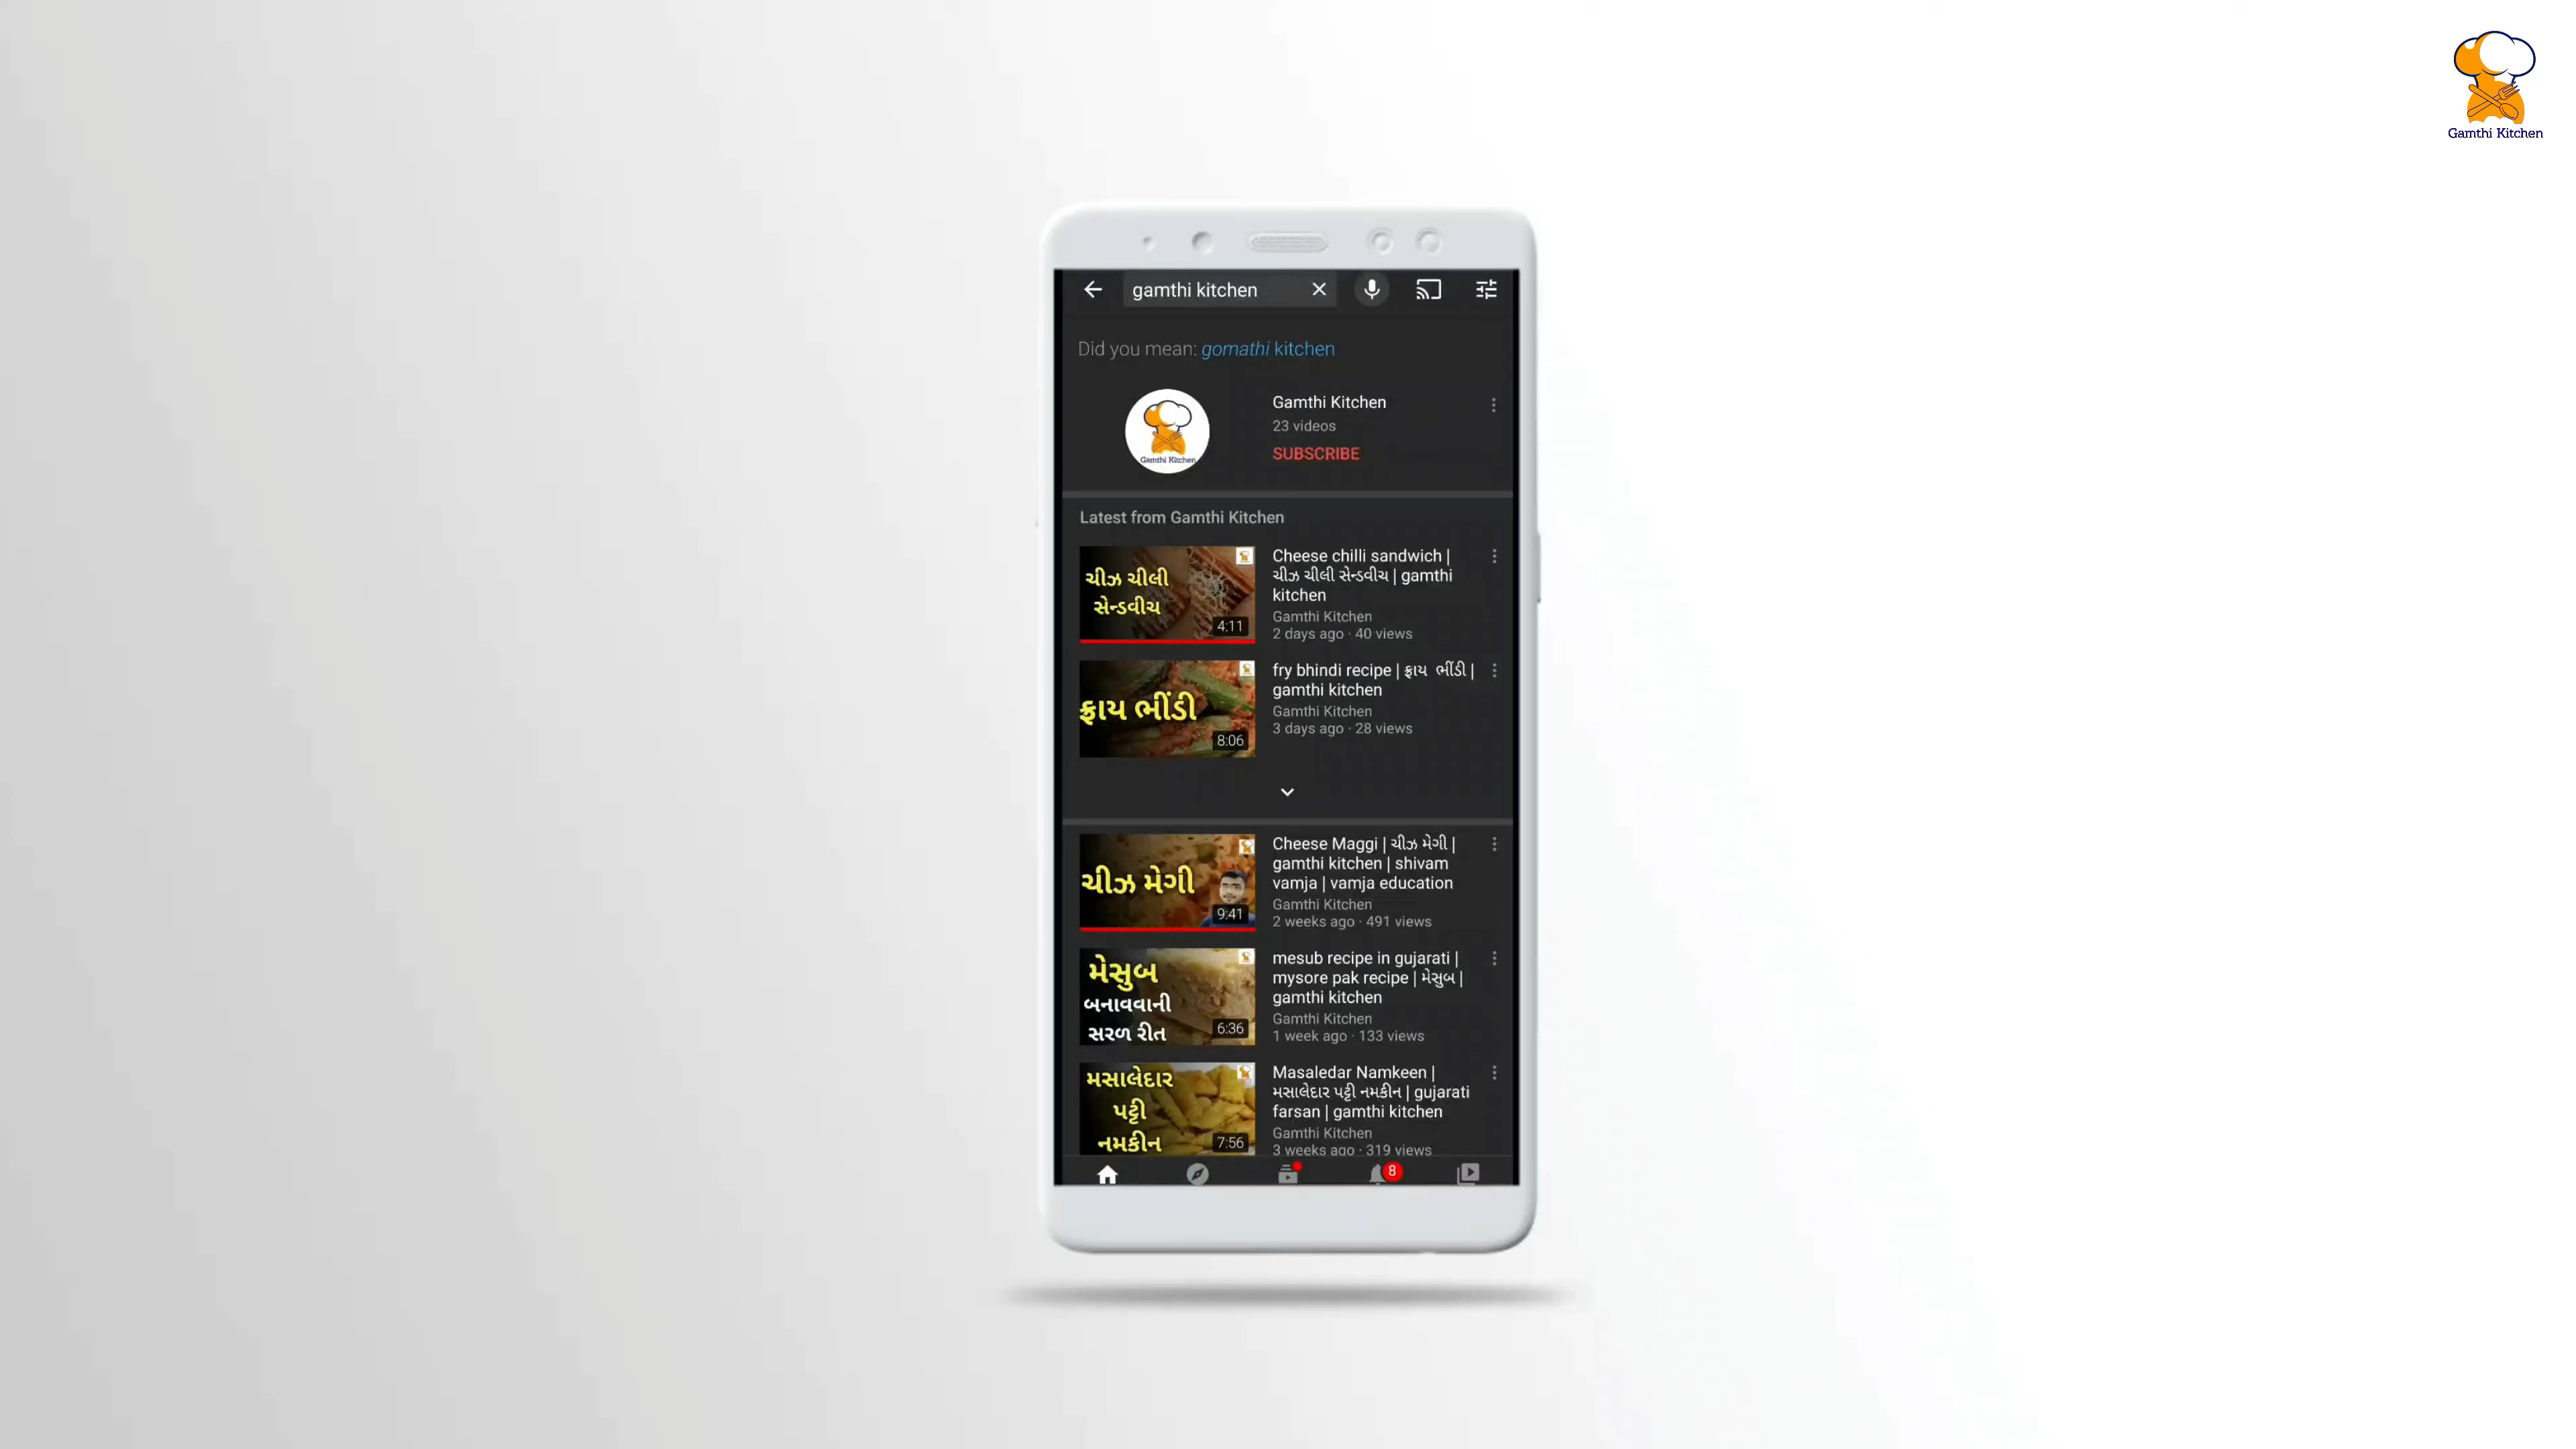 Gamthi Kitchen
gamthi kitchen
Did you mean: gomathi kitchen
Gamthi Kitchen
Gamthi Kitchen
23 videos
SUBSCRIBE
Latest from Gamthi Kitchen
ચીઝ ચીલી
સેન્ડવીચ
4:11
Cheese chilli sandwich |
ચીઝ ચીલી સેન્ડવીચ | gamthi
kitchen
Gamthi Kitchen
2 days ago · 40 views
ફ્રાય ભીંડી
8:06
fry bhindi recipe | ફ્રાય ભીંડી |
gamthi kitchen
Gamthi Kitchen
3 days ago · 28 views
ચીઝ મેગી
9:41
Cheese Maggi | ચીઝ મેગી |
gamthi kitchen | shivam
vamja | vamja education
Gamthi Kitchen
2 weeks ago · 491 views
મેસુબ
બનાવવાની
સરળ રીત
6:36
mesub recipe in gujarati |
mysore pak recipe | મેસુબ |
gamthi kitchen
Gamthi Kitchen
1 week ago · 133 views
મસાલેદાર
પટ્ટી
નમકીન
7:56
Masaledar Namkeen |
મસાલેદાર પટ્ટી નમકીન | gujarati
farsan | gamthi kitchen
Gamthi Kitchen
3 weeks ago · 319 views
8